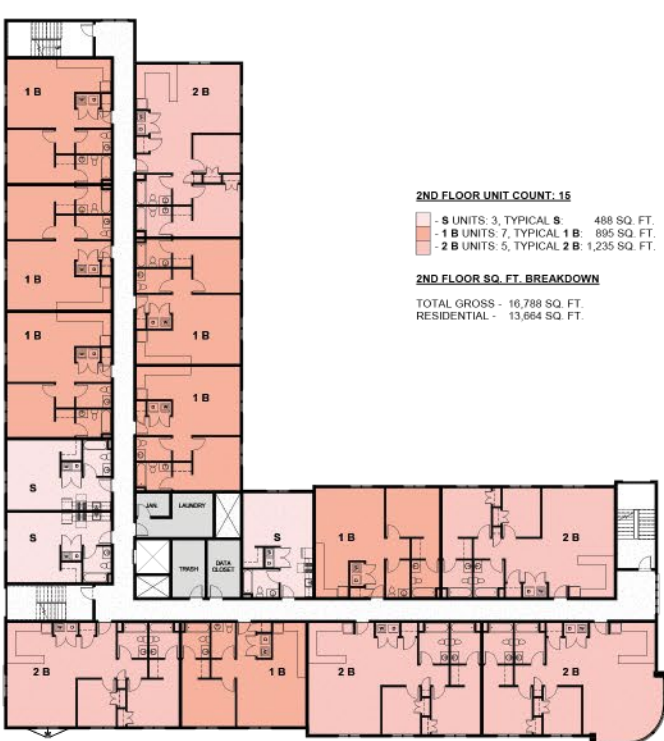 1 B
2 B
1 B
1 B
1 B
1 B
S
S
JAN.
LAUNDRY
TRASH
DATA
CLOSET
S
1 B
2 B
2 B
1 B
2 B
2 B
2ND FLOOR UNIT COUNT: 15
- S UNITS: 3, TYPICAL S: 488 SQ. FT.
- 1 B UNITS: 7, TYPICAL 1 B: 895 SQ. FT.
- 2 B UNITS: 5, TYPICAL 2 B: 1,235 SQ. FT.
2ND FLOOR SQ. FT. BREAKDOWN
TOTAL GROSS - 16,788 SQ. FT.
RESIDENTIAL - 13,664 SQ. FT.